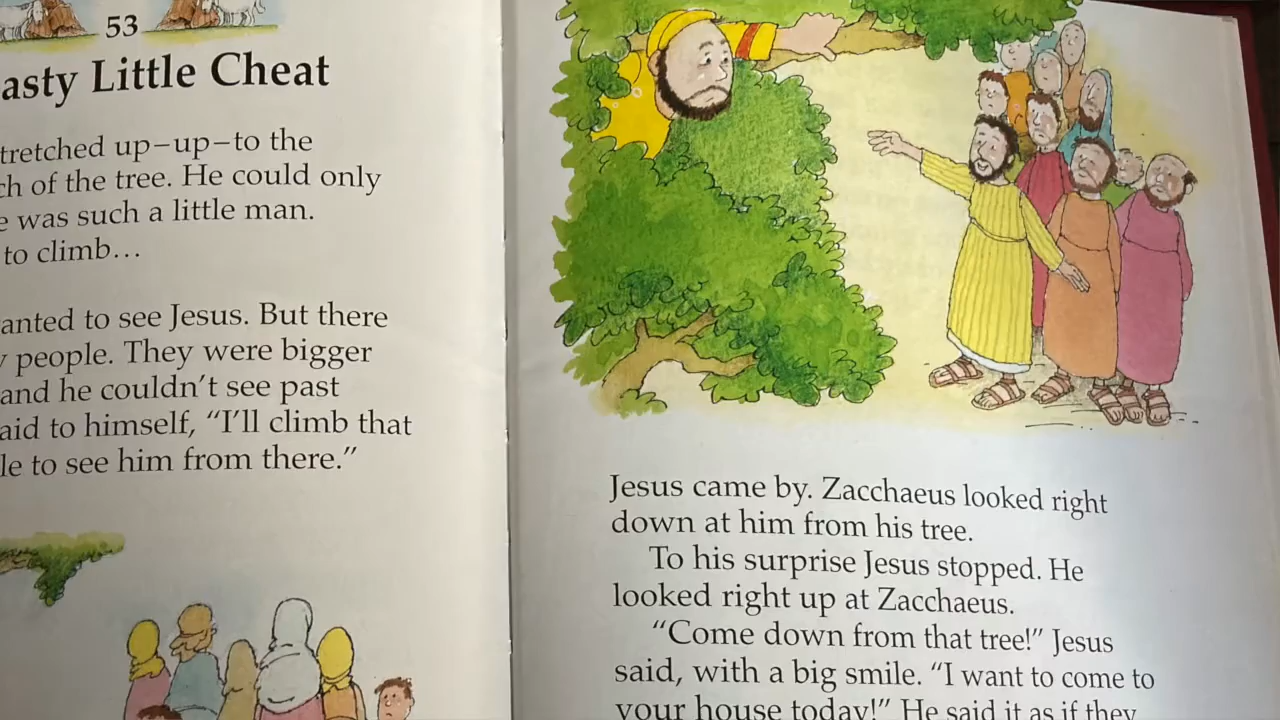 53
asty Little Cheat
tretched up–up–to the
ch of the tree. He could only
e was such a little man.
to climb…
anted to see Jesus. But there
y people. They were bigger
and he couldn't see past
aid to himself, “I'll climb that
le to see him from there.”
Jesus came by. Zacchaeus looked right
down at him from his tree.
To his surprise Jesus stopped. He
looked right up at Zacchaeus.
“Come down from that tree!” Jesus
said, with a big smile. “I want to come to
your house today!” He said it as if they